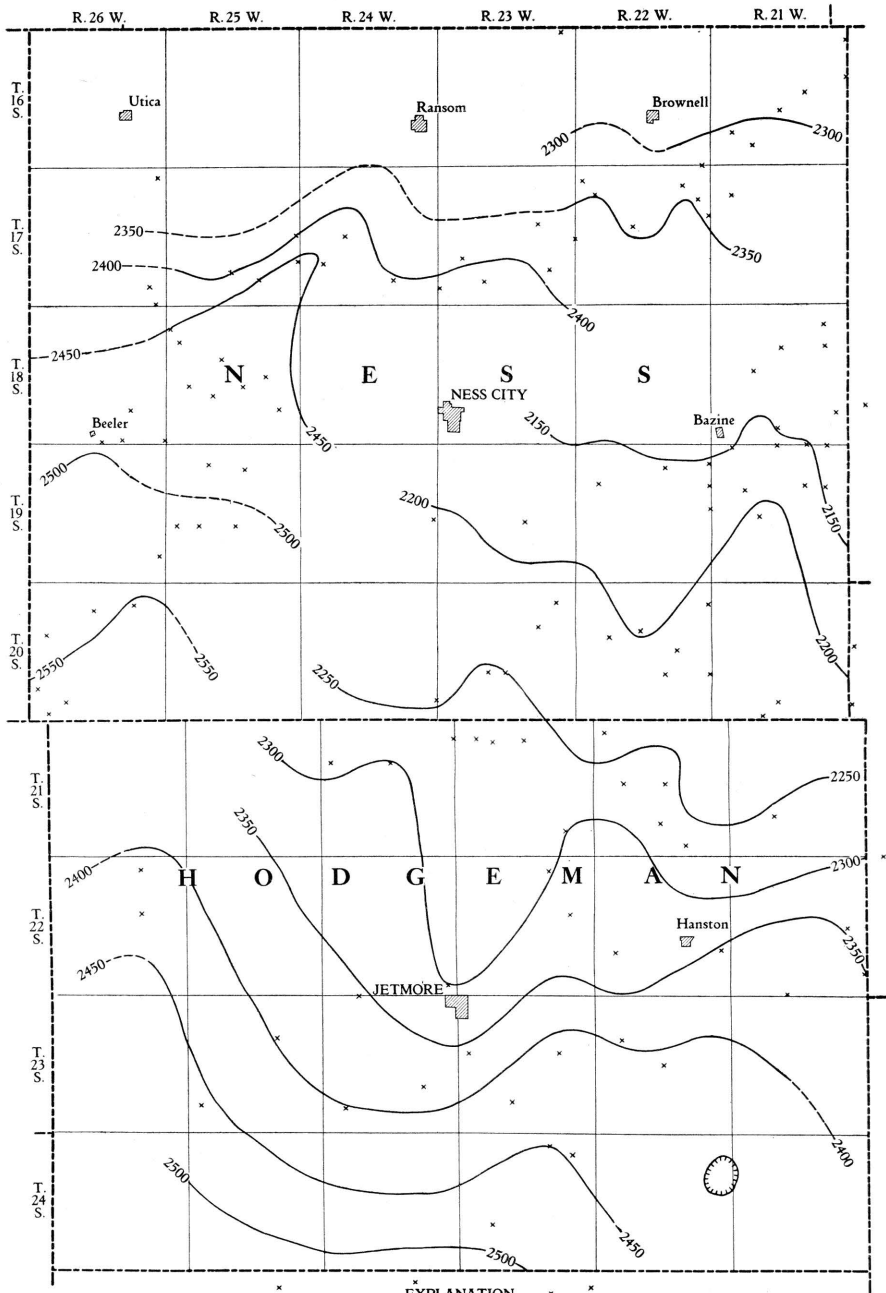 R. 26 W. R. 25 W. R. 24 W. R. 23 W. R. 22 W. R. 21 W.
T.
16
S.
Utica
Ransom
Brownell
2300
2300
T.
17
S.
2350
2350
2400
2400
T.
18
S.
2450
N E S S
NESS CITY
2450
2150
Bazine
Beeler
2500
T.
19
S.
2200
2150
2500
T.
20
S.
2550
2550
2200
2250
T.
21
S.
2300
2250
2350
2400
H O D G E M A N
2300
T.
22
S.
Hanston
2350
2450
JETMORE
T.
23
S.
2400
T.
24
S.
2500
2450
2500
EXPLANATION